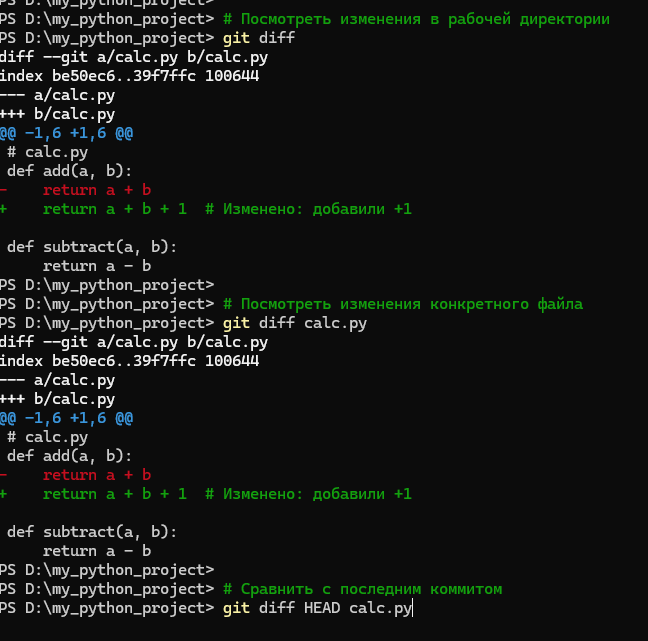 PS D:\my_python_project>
PS D:\my_python_project> # Посмотреть изменения в рабочей директории
PS D:\my_python_project> git diff
diff --git a/calc.py b/calc.py
index be50ec6..39f7ffc 100644
--- a/calc.py
+++ b/calc.py
@@ -1,6 +1,6 @@
 # calc.py
 def add(a, b):
-    return a + b
+    return a + b + 1  # Изменено: добавили +1
 def subtract(a, b):
     return a - b
PS D:\my_python_project>
PS D:\my_python_project> # Посмотреть изменения конкретного файла
PS D:\my_python_project> git diff calc.py
diff --git a/calc.py b/calc.py
index be50ec6..39f7ffc 100644
--- a/calc.py
+++ b/calc.py
@@ -1,6 +1,6 @@
 # calc.py
 def add(a, b):
-    return a + b
+    return a + b + 1  # Изменено: добавили +1
 def subtract(a, b):
     return a - b
PS D:\my_python_project>
PS D:\my_python_project> # Сравнить с последним коммитом
PS D:\my_python_project> git diff HEAD calc.py